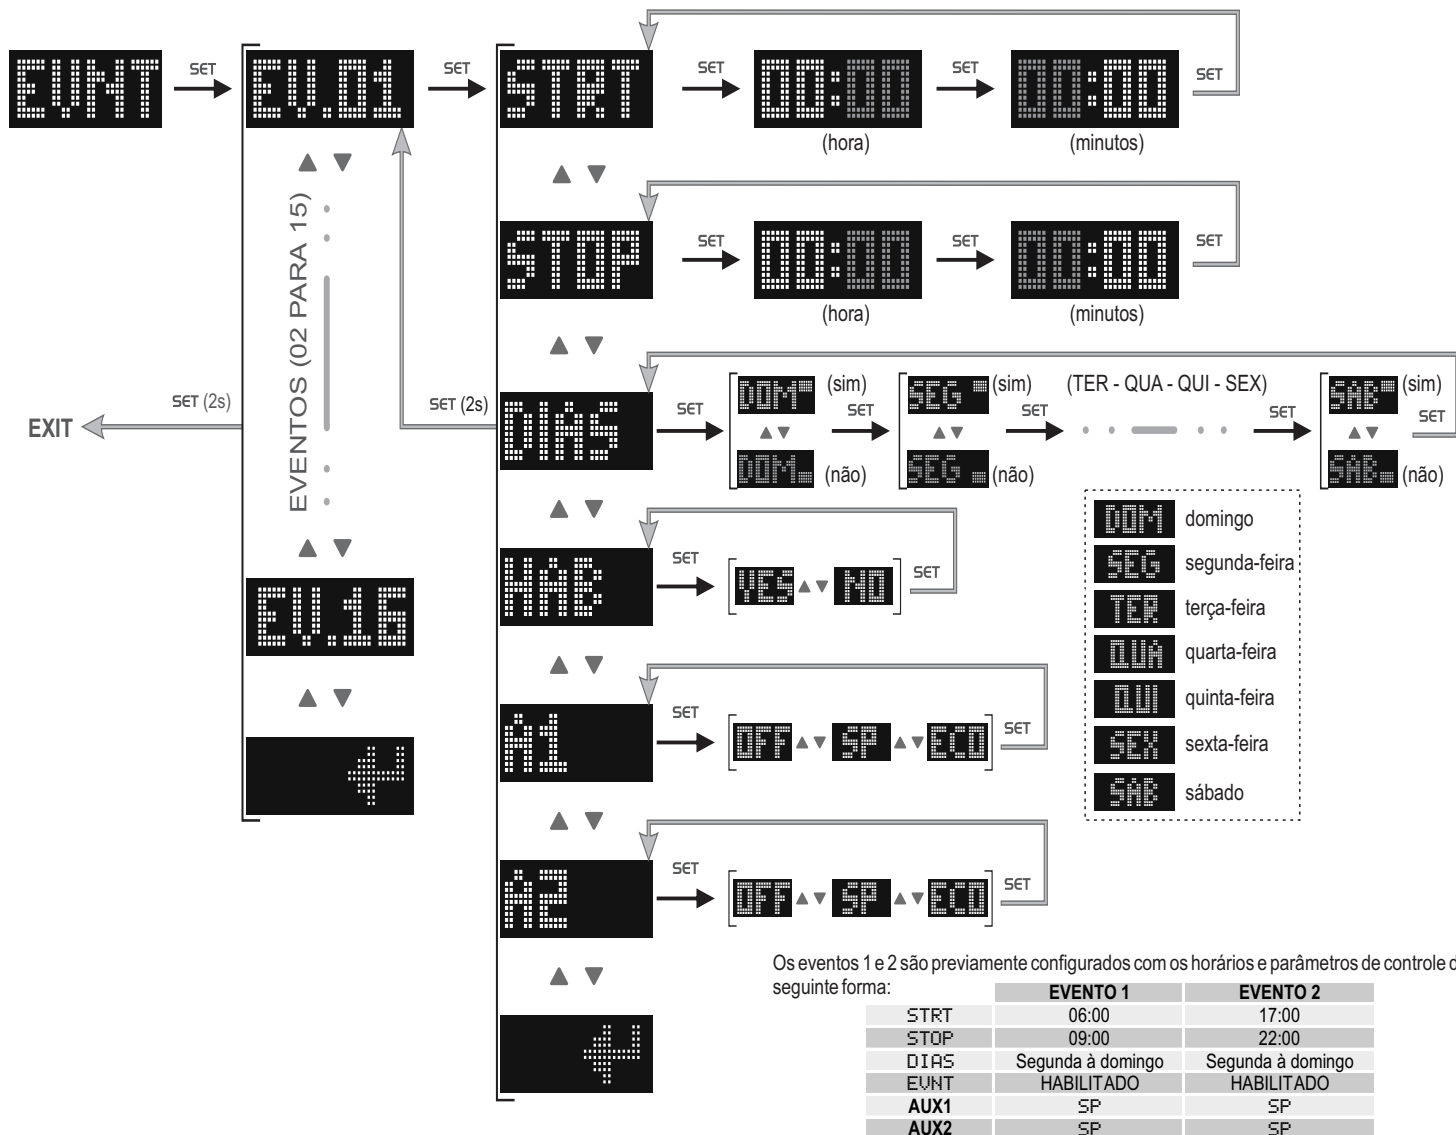 EVNT
SET
EV.01
SET
STRT
SET
00:00
SET
00:00
SET
(hora)
(minutos)
EVENTOS (02 PARA 15)
STOP
SET
00:00
SET
00:00
SET
(hora)
(minutos)
EXIT
SET (2s)
SET (2s)
DIAS
SET
DOM
(sim)
DOM
(não)
SET
SEG
(sim)
SEG
(não)
SET
(TER - QUA - QUI - SEX)
SET
SAB
(sim)
SAB
(não)
SET
DOM domingo
SEG segunda-feira
TER terça-feira
QUA quarta-feira
QUI quinta-feira
SEX sexta-feira
SAB sábado
HAB
SET
YES
NO
SET
EV.16
A1
SET
OFF
SP
ECO
SET
A2
SET
OFF
SP
ECO
SET
Os eventos 1 e 2 são previamente configurados com os horários e parâmetros de controle
seguinte forma:
EVENTO 1 EVENTO 2
STRT 06:00 17:00
STOP 09:00 22:00
DIAS Segunda à domingo Segunda à domingo
EVNT HABILITADO HABILITADO
AUX1 SP SP
AUX2 SP SP